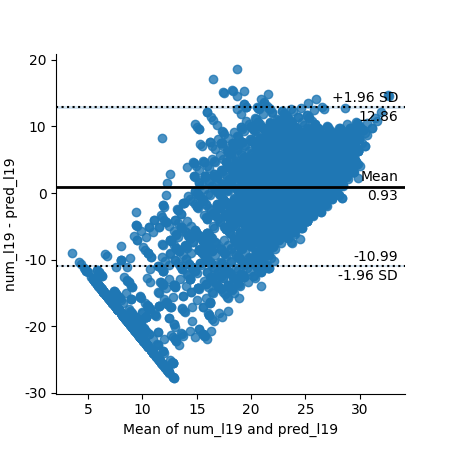 20
10
0
-10
-20
-30
num_l19 - pred_l19
+1.96 SD
12.86
Mean
0.93
-10.99
-1.96 SD
5 10 15 20 25 30
Mean of num_l19 and pred_l19